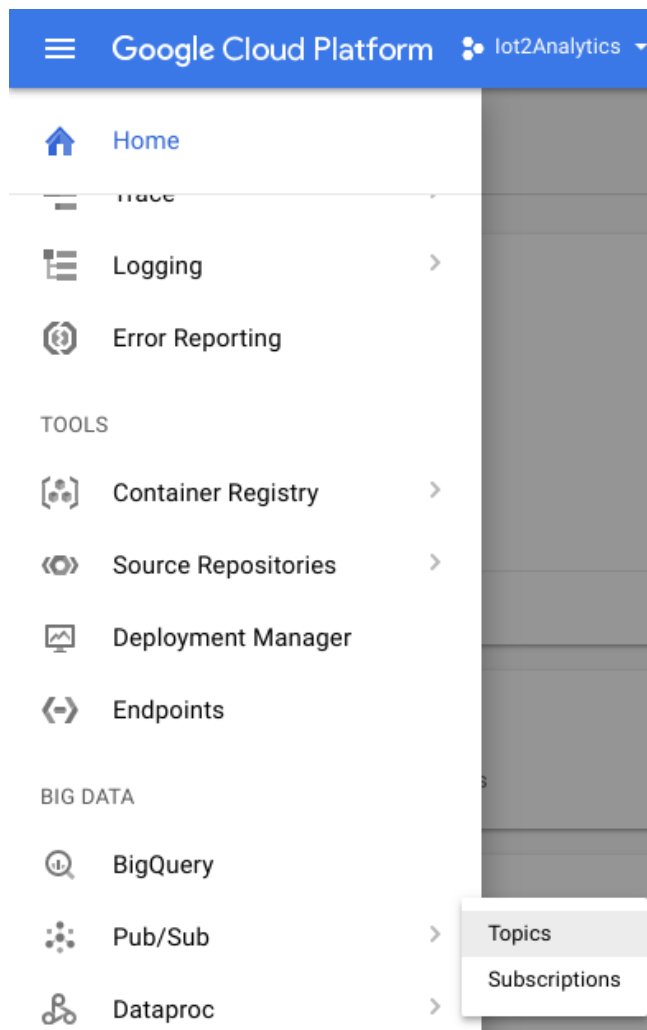 Google Cloud Platform Iot2Analytics
Home
Trace
Logging
Error Reporting
TOOLS
Container Registry
Source Repositories
Deployment Manager
Endpoints
BIG DATA
s
BigQuery
Pub/Sub
Topics
Subscriptions
Dataproc